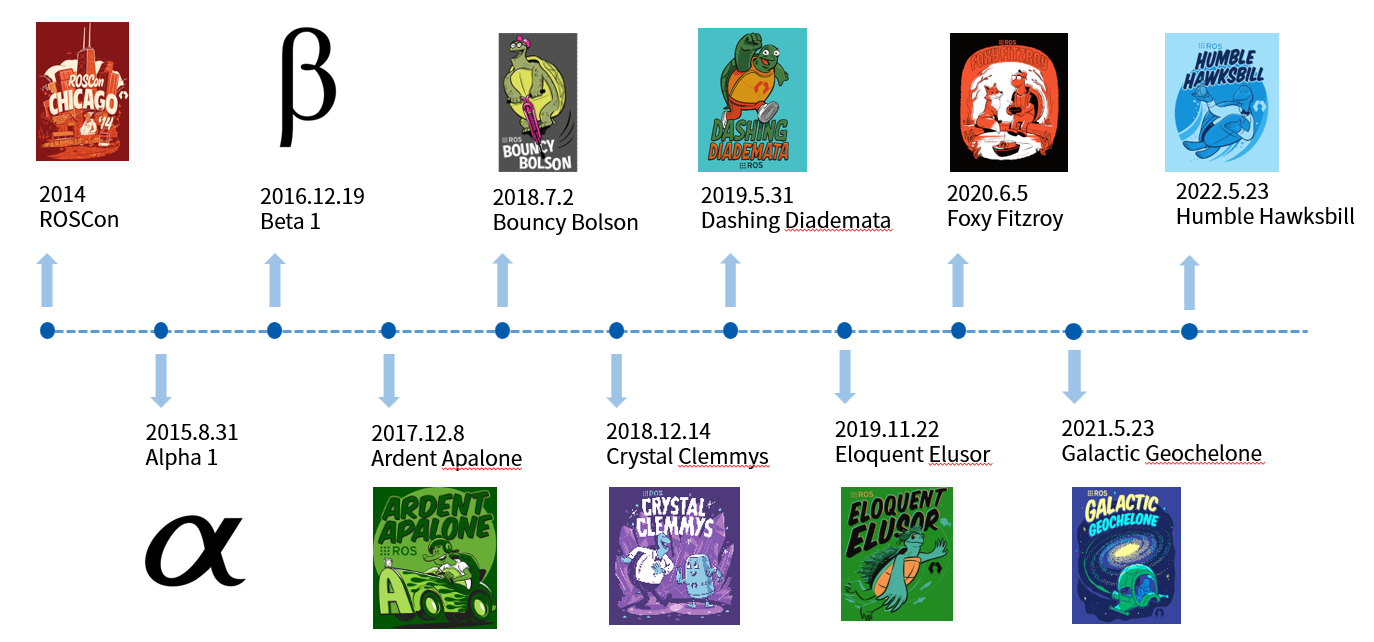 ROSCon
CHICAGO
'14
2014
ROSCon
β
2016.12.19
Beta 1
ROS
BOUNCY
BOLSON
2018.7.2
Bouncy Bolson
DASHING
DIADEMATA
ROS
2019.5.31
Dashing Diademata
ROS
FOXY FITZROY
2020.6.5
Foxy Fitzroy
ROS
HUMBLE
HAWKSBILL
2022.5.23
Humble Hawksbill
2015.8.31
Alpha 1
α
2017.12.8
Ardent Apalone
ARDENT
APALONE
ROS
A
2018.12.14
Crystal Clemmys
ROS
CRYSTAL
CLEMMYS
2019.11.22
Eloquent Elusor
ROS
ELOQUENT
ELUSOR
2021.5.23
Galactic Geochelone
ROS
GALACTIC
GEOCHELONE